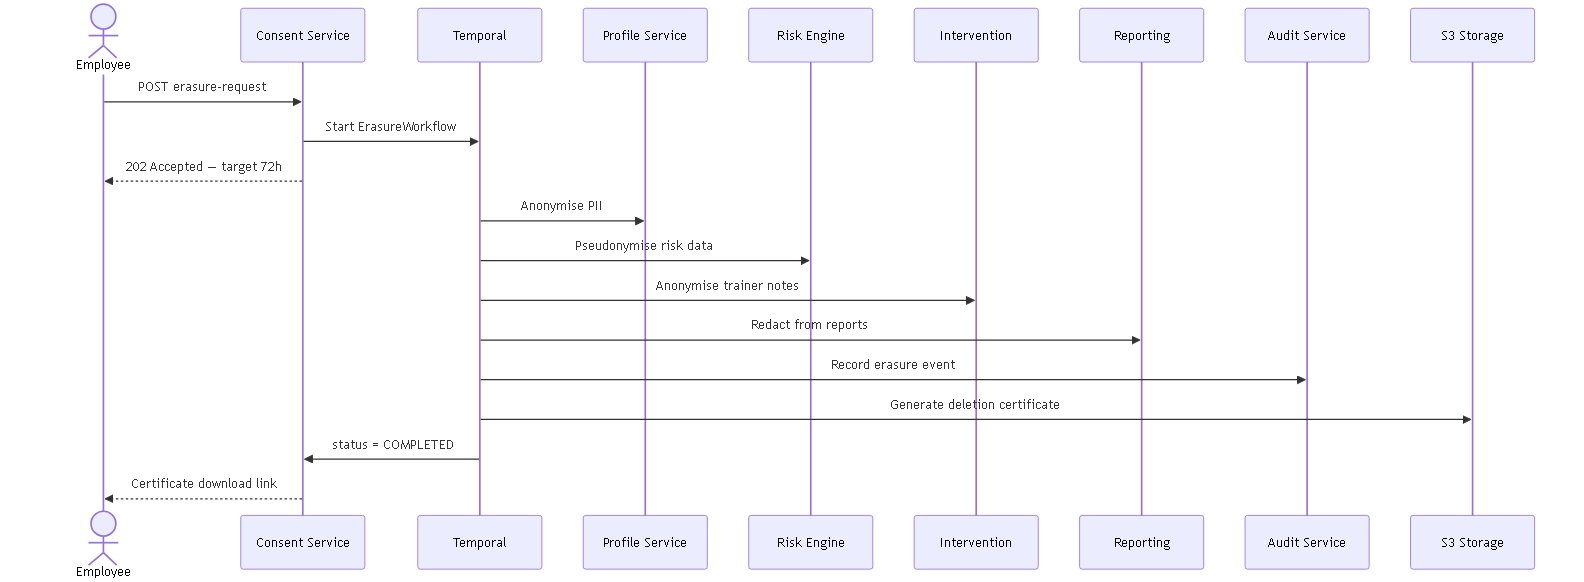 Employee
Consent Service
Temporal
Profile Service
Risk Engine
Intervention
Reporting
Audit Service
S3 Storage
POST erasure-request
Start ErasureWorkflow
202 Accepted — target 72h
Anonymise PII
Pseudonymise risk data
Anonymise trainer notes
Redact from reports
Record erasure event
Generate deletion certificate
status = COMPLETED
Certificate download link
Employee
Consent Service
Temporal
Profile Service
Risk Engine
Intervention
Reporting
Audit Service
S3 Storage